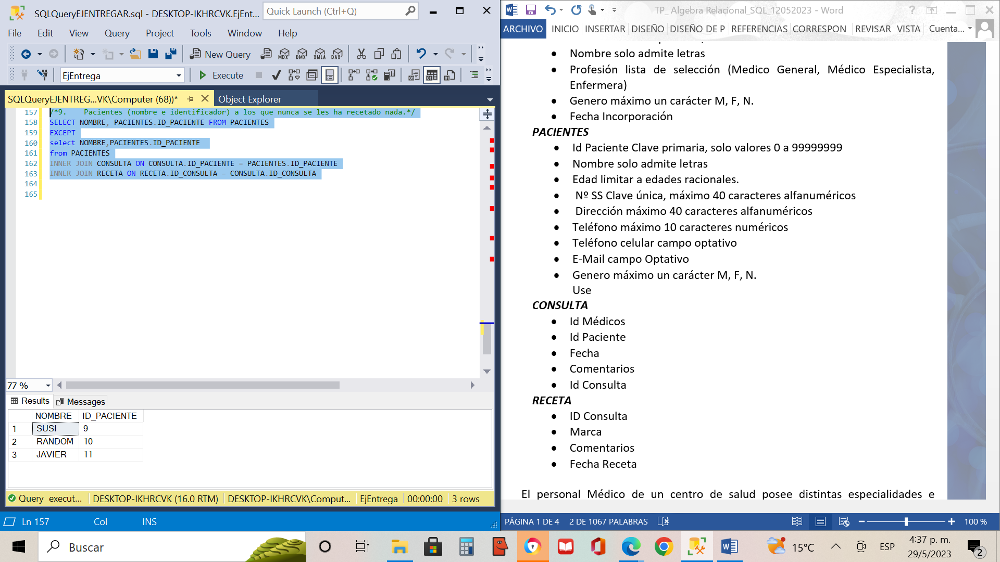 SQLQueryEJENTREGAR.sql - DESKTOP-IKHRCVK.EjEnt...
Quick Launch (Ctrl+Q)
File Edit View Query Project Tools Window Help
New Query
MDX DMX XMLA DAX
EjEntrega
Execute
SQLQueryEJENTREG...VK\Computer (68))*
Object Explorer
157 /*9.    Pacientes (nombre e identificador) a los que nunca se les ha recetado nada.*/
158 SELECT NOMBRE, PACIENTES.ID_PACIENTE FROM PACIENTES
159 EXCEPT
160 select NOMBRE,PACIENTES.ID_PACIENTE
161 from PACIENTES
162 INNER JOIN CONSULTA ON CONSULTA.ID_PACIENTE = PACIENTES.ID_PACIENTE
163 INNER JOIN RECETA ON RECETA.ID_CONSULTA = CONSULTA.ID_CONSULTA
164
165
77 %
Results Messages
NOMBRE ID_PACIENTE
1 SUSI 9
2 RANDOM 10
3 JAVIER 11
Query execut... DESKTOP-IKHRCVK (16.0 RTM) DESKTOP-IKHRCVK\Comput... EjEntrega 00:00:00 3 rows
Ln 157 Col INS
TP_ Algebra Relacional_SQL_12052023 - Word
ARCHIVO INICIO INSERTAR DISEÑO DISEÑO DE P REFERENCIAS CORRESPON REVISAR VISTA Cuenta...
• Nombre solo admite letras
• Profesión lista de selección (Medico General, Médico Especialista,
Enfermera)
• Genero máximo un carácter M, F, N.
• Fecha Incorporación
PACIENTES
• Id Paciente Clave primaria, solo valores 0 a 99999999
• Nombre solo admite letras
• Edad limitar a edades racionales.
• Nº SS Clave única, máximo 40 caracteres alfanuméricos
• Dirección máximo 40 caracteres alfanuméricos
• Teléfono máximo 10 caracteres numéricos
• Teléfono celular campo optativo
• E-Mail campo Optativo
• Genero máximo un carácter M, F, N.
Use
CONSULTA
• Id Médicos
• Id Paciente
• Fecha
• Comentarios
• Id Consulta
RECETA
• ID Consulta
• Marca
• Comentarios
• Fecha Receta
El personal Médico de un centro de salud posee distintas especialidades e
PÁGINA 1 DE 4 2 DE 1067 PALABRAS 100 %
Buscar
15°C
ESP
4:37 p. m.
29/5/2023
2